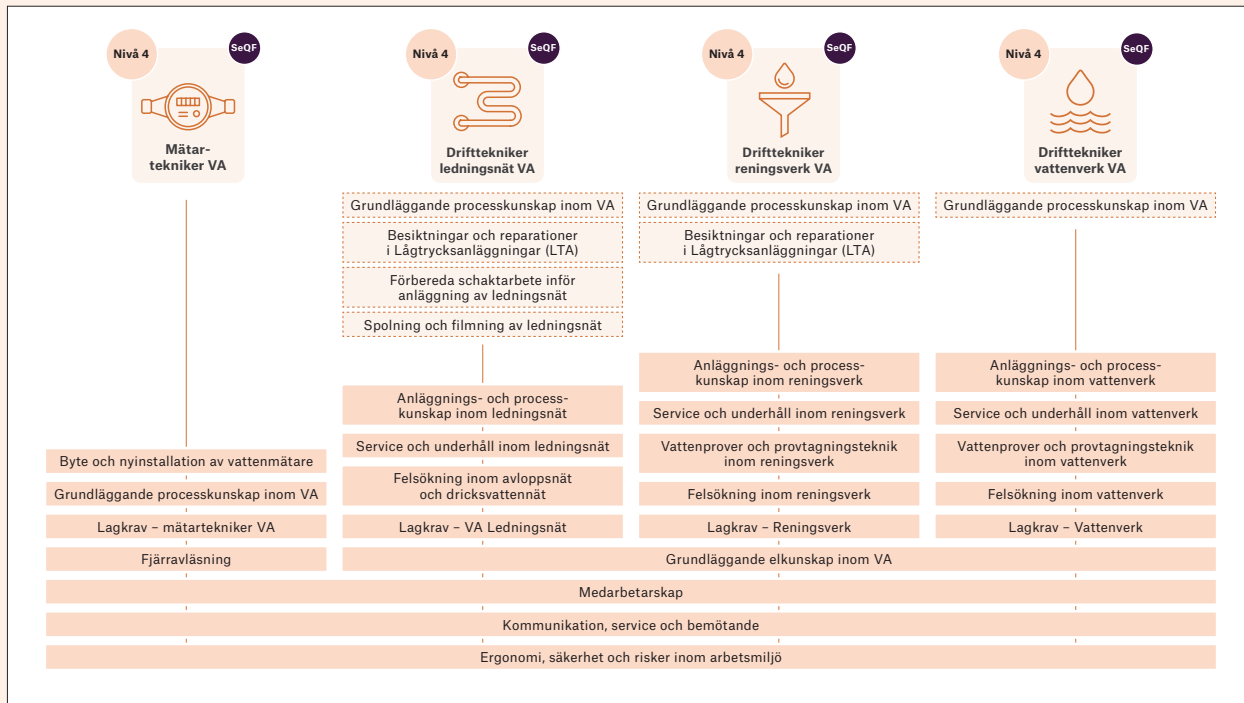 Nivå 4
SeQF
Mätar-
tekniker VA
Nivå 4
SeQF
Drifttekniker
ledningsnät VA
Nivå 4
SeQF
Drifttekniker
reningsverk VA
Nivå 4
SeQF
Drifttekniker
vattenverk VA
Grundläggande processkunskap inom VA
Besiktningar och reparationer
i Lågtrycksanläggningar (LTA)
Förbereda schaktarbete inför
anläggning av ledningsnät
Spolning och filmning av ledningsnät
Grundläggande processkunskap inom VA
Besiktningar och reparationer
i Lågtrycksanläggningar (LTA)
Grundläggande processkunskap inom VA
Byte och nyinstallation av vattenmätare
Grundläggande processkunskap inom VA
Lagkrav – mätartekniker VA
Fjärravläsning
Anläggnings- och process-
kunskap inom ledningsnät
Service och underhåll inom ledningsnät
Felsökning inom avloppsnät
och dricksvattennät
Lagkrav – VA Ledningsnät
Anläggnings- och process-
kunskap inom reningsverk
Service och underhåll inom reningsverk
Vattenprover och provtagningsteknik
inom reningsverk
Felsökning inom reningsverk
Lagkrav – Reningsverk
Anläggnings- och process-
kunskap inom vattenverk
Service och underhåll inom vattenverk
Vattenprover och provtagningsteknik
inom vattenverk
Felsökning inom vattenverk
Lagkrav – Vattenverk
Grundläggande elkunskap inom VA
Medarbetarskap
Kommunikation, service och bemötande
Ergonomi, säkerhet och risker inom arbetsmiljö